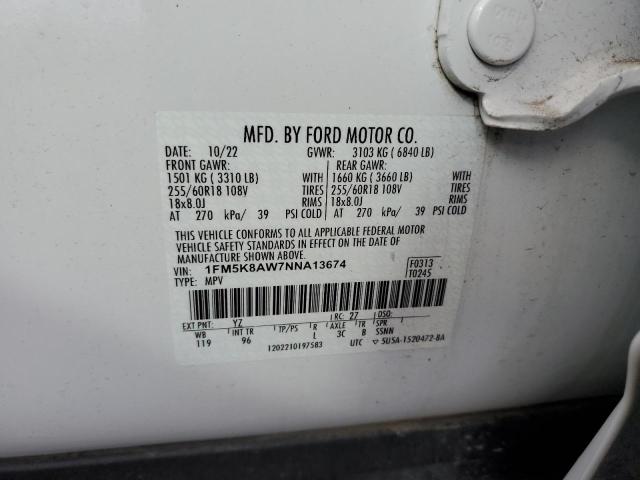 MFD. BY FORD MOTOR CO.
DATE: 10/22 GVWR: 3103 KG ( 6840 LB)
FRONT GAWR: REAR GAWR:
1501 KG ( 3310 LB) WITH 1660 KG ( 3660 LB) WITH
255/60R18 108V TIRES 255/60R18 108V TIRES
18x8.0J RIMS 18x8.0J RIMS
AT 270 kPa/ 39 PSI COLD AT 270 kPa/ 39 PSI COLD
THIS VEHICLE CONFORMS TO ALL APPLICABLE FEDERAL MOTOR
VEHICLE SAFETY STANDARDS IN EFFECT ON THE DATE OF
MANUFACTURE SHOWN ABOVE.
VIN: 1FM5K8AW7NNA13674 F0313
TYPE: MPV T0245
EXT PNT: YZ RC: 27 DSO:
WB INT TR TP/PS R AXLE TR SPR
119 96 L 3C B SSNN
1202210197583 UTC ▽ 5USA-1520472-BA